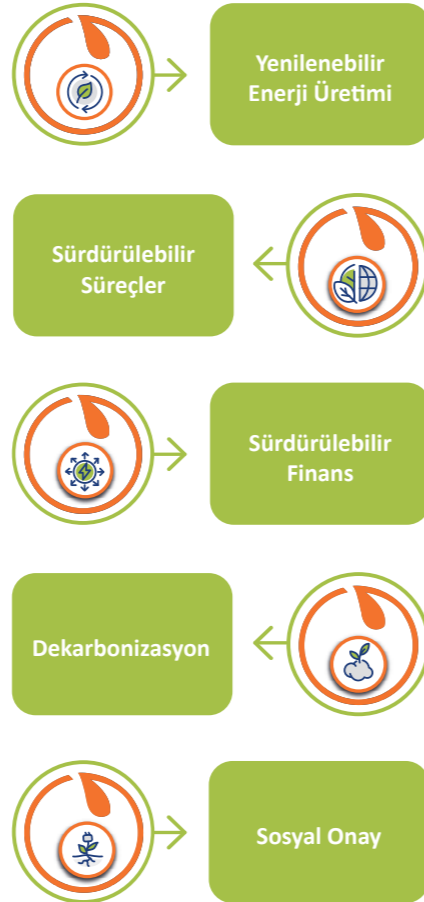 Yenilenebilir
Enerji Üretimi
Sürdürülebilir
Süreçler
Sürdürülebilir
Finans
Dekarbonizasyon
Sosyal Onay